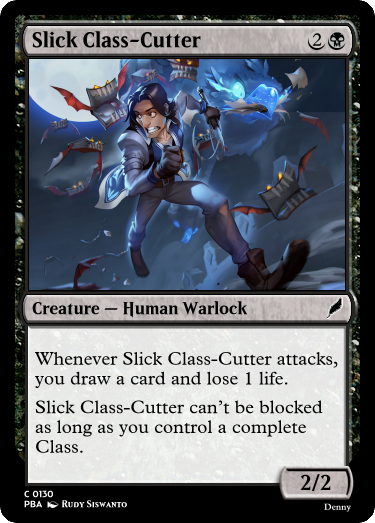 Slick Class-Cutter 2
Creature — Human Warlock
Whenever Slick Class-Cutter attacks,
you draw a card and lose 1 life.
Slick Class-Cutter can't be blocked
as long as you control a complete
Class.
2/2
C 0130
PBA Rudy Siswanto
Denny